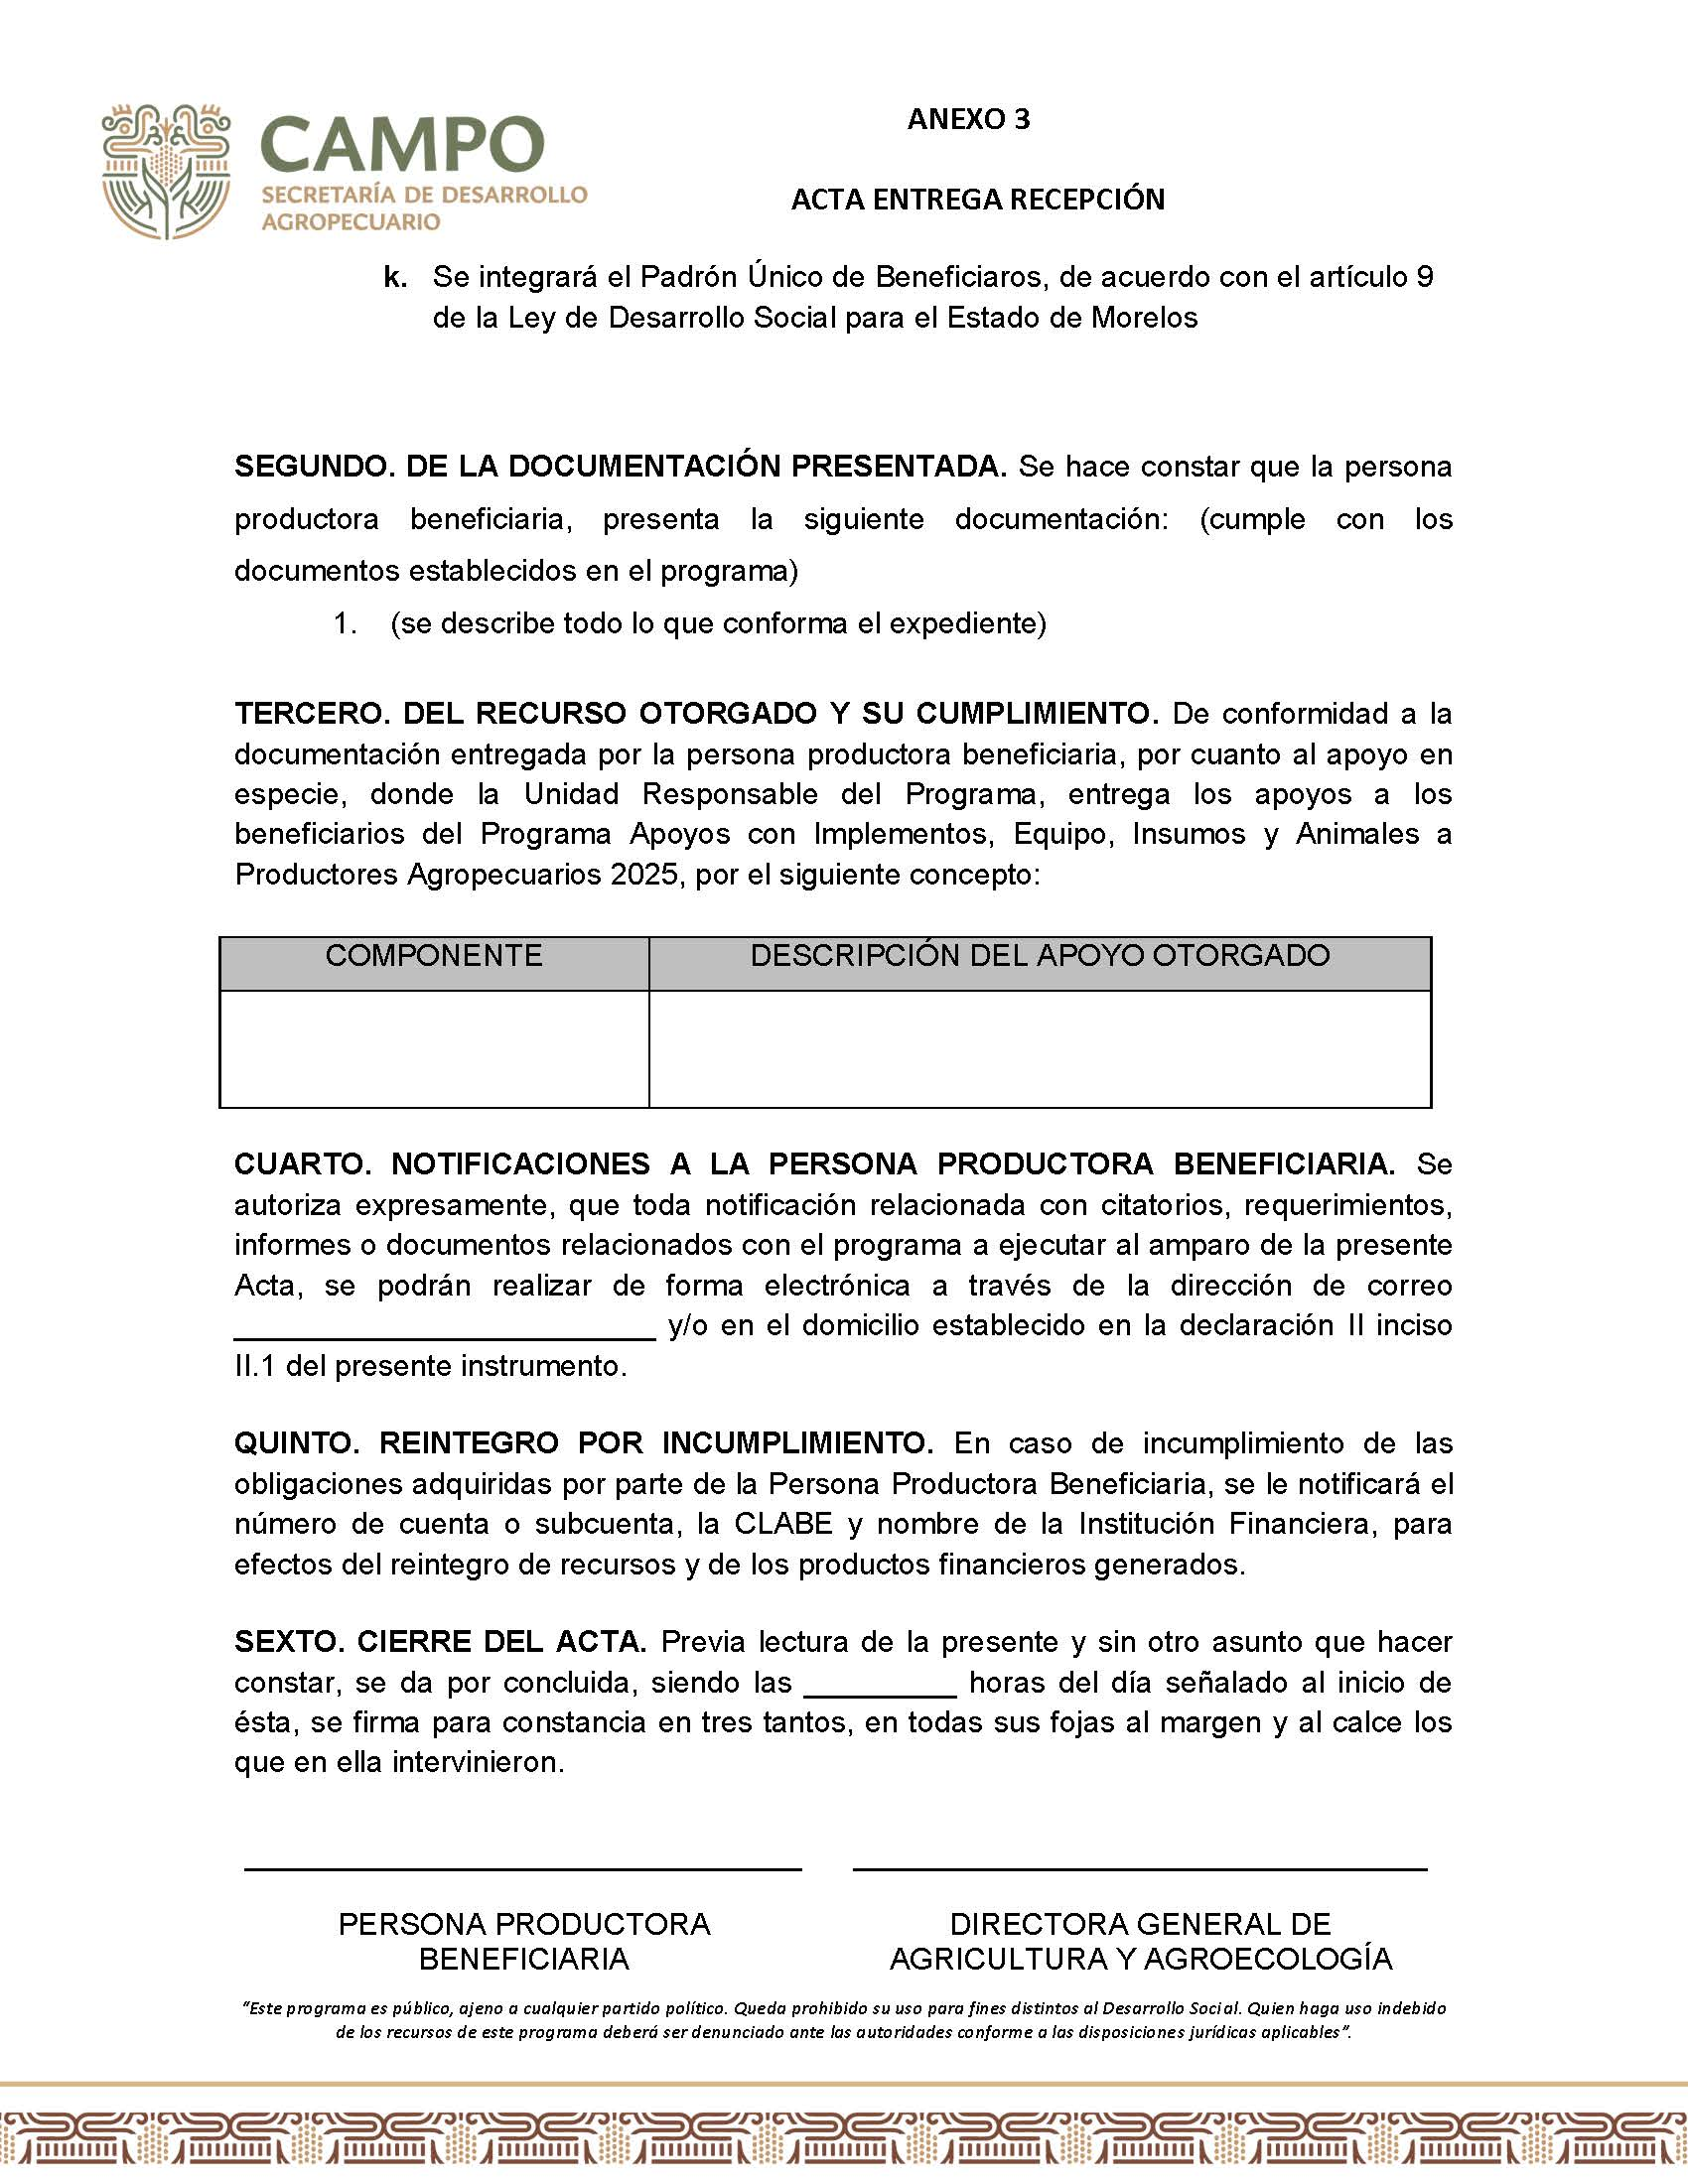 ANEXO 3
CAMPO
SECRETARÍA DE DESARROLLO
AGROPECUARIO
ACTA ENTREGA RECEPCIÓN
k. Se integrará el Padrón Único de Beneficiaros, de acuerdo con el artículo 9
de la Ley de Desarrollo Social para el Estado de Morelos
SEGUNDO. DE LA DOCUMENTACIÓN PRESENTADA. Se hace constar que la persona
productora beneficiaria, presenta la siguiente documentación: (cumple con los
documentos establecidos en el programa)
1. (se describe todo lo que conforma el expediente)
TERCERO. DEL RECURSO OTORGADO Y SU CUMPLIMIENTO. De conformidad a la
documentación entregada por la persona productora beneficiaria, por cuanto al apoyo en
especie, donde la Unidad Responsable del Programa, entrega los apoyos a los
beneficiarios del Programa Apoyos con Implementos, Equipo, Insumos y Animales a
Productores Agropecuarios 2025, por el siguiente concepto:
COMPONENTE DESCRIPCIÓN DEL APOYO OTORGADO
CUARTO. NOTIFICACIONES A LA PERSONA PRODUCTORA BENEFICIARIA. Se
autoriza expresamente, que toda notificación relacionada con citatorios, requerimientos,
informes o documentos relacionados con el programa a ejecutar al amparo de la presente
Acta, se podrán realizar de forma electrónica a través de la dirección de correo
_________________________ y/o en el domicilio establecido en la declaración II inciso
II.1 del presente instrumento.
QUINTO. REINTEGRO POR INCUMPLIMIENTO. En caso de incumplimiento de las
obligaciones adquiridas por parte de la Persona Productora Beneficiaria, se le notificará el
número de cuenta o subcuenta, la CLABE y nombre de la Institución Financiera, para
efectos del reintegro de recursos y de los productos financieros generados.
SEXTO. CIERRE DEL ACTA. Previa lectura de la presente y sin otro asunto que hacer
constar, se da por concluida, siendo las _________ horas del día señalado al inicio de
ésta, se firma para constancia en tres tantos, en todas sus fojas al margen y al calce los
que en ella intervinieron.
PERSONA PRODUCTORA
BENEFICIARIA
DIRECTORA GENERAL DE
AGRICULTURA Y AGROECOLOGÍA
“Este programa es público, ajeno a cualquier partido político. Queda prohibido su uso para fines distintos al Desarrollo Social. Quien haga uso indebido
de los recursos de este programa deberá ser denunciado ante las autoridades conforme a las disposiciones jurídicas aplicables”.